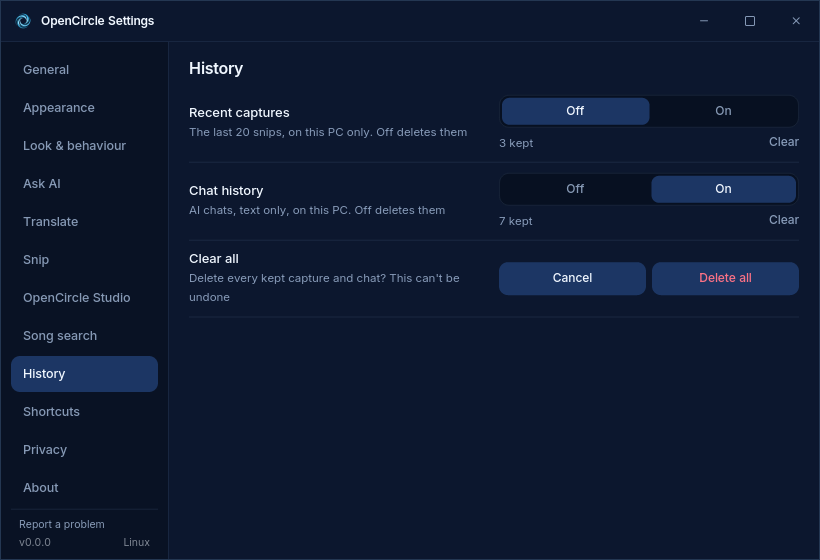 OpenCircle Settings
General
Appearance
Look & behaviour
Ask AI
Translate
Snip
OpenCircle Studio
Song search
History
Shortcuts
Privacy
About
Report a problem
v0.0.0 Linux
History
Recent captures
The last 20 snips, on this PC only. Off deletes them
Off On
3 kept Clear
Chat history
AI chats, text only, on this PC. Off deletes them
Off On
7 kept Clear
Clear all
Delete every kept capture and chat? This can't be
undone
Cancel Delete all